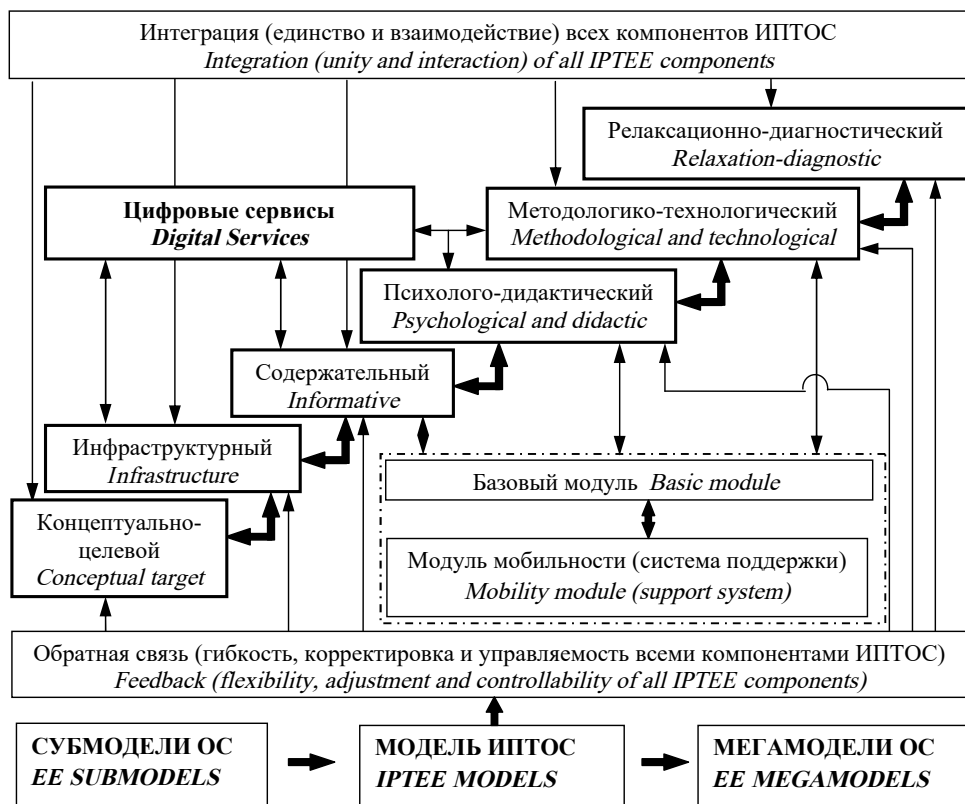 Интеграция (единство и взаимодействие) всех компонентов ИПТОС
Integration (unity and interaction) of all IPTEE components
Релаксационно-диагностический
Relaxation-diagnostic
Цифровые сервисы
Digital Services
Методологико-технологический
Methodological and technological
Психолого-дидактический
Psychological and didactic
Содержательный
Informative
Инфраструктурный
Infrastructure
Базовый модуль Basic module
Концептуально-
целевой
Conceptual target
Модуль мобильности (система поддержки)
Mobility module (support system)
Обратная связь (гибкость, корректировка и управляемость всеми компонентами ИПТОС)
Feedback (flexibility, adjustment and controllability of all IPTEE components)
СУБМОДЕЛИ ОС
EE SUBMODELS
МОДЕЛЬ ИПТОС
IPTEE MODELS
МЕГАМОДЕЛИ ОС
EE MEGAMODELS